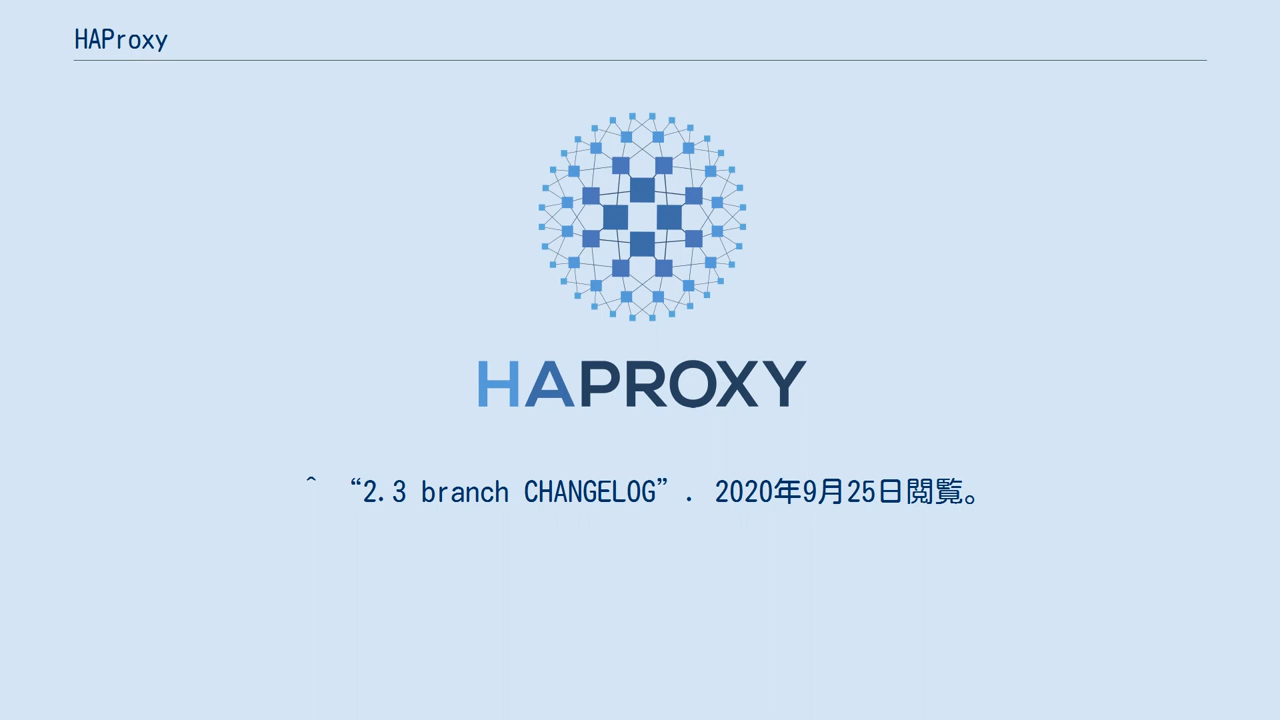 HAProxy
HAPROXY
^ “2.3 branch CHANGELOG”. 2020年9月25日閲覧。